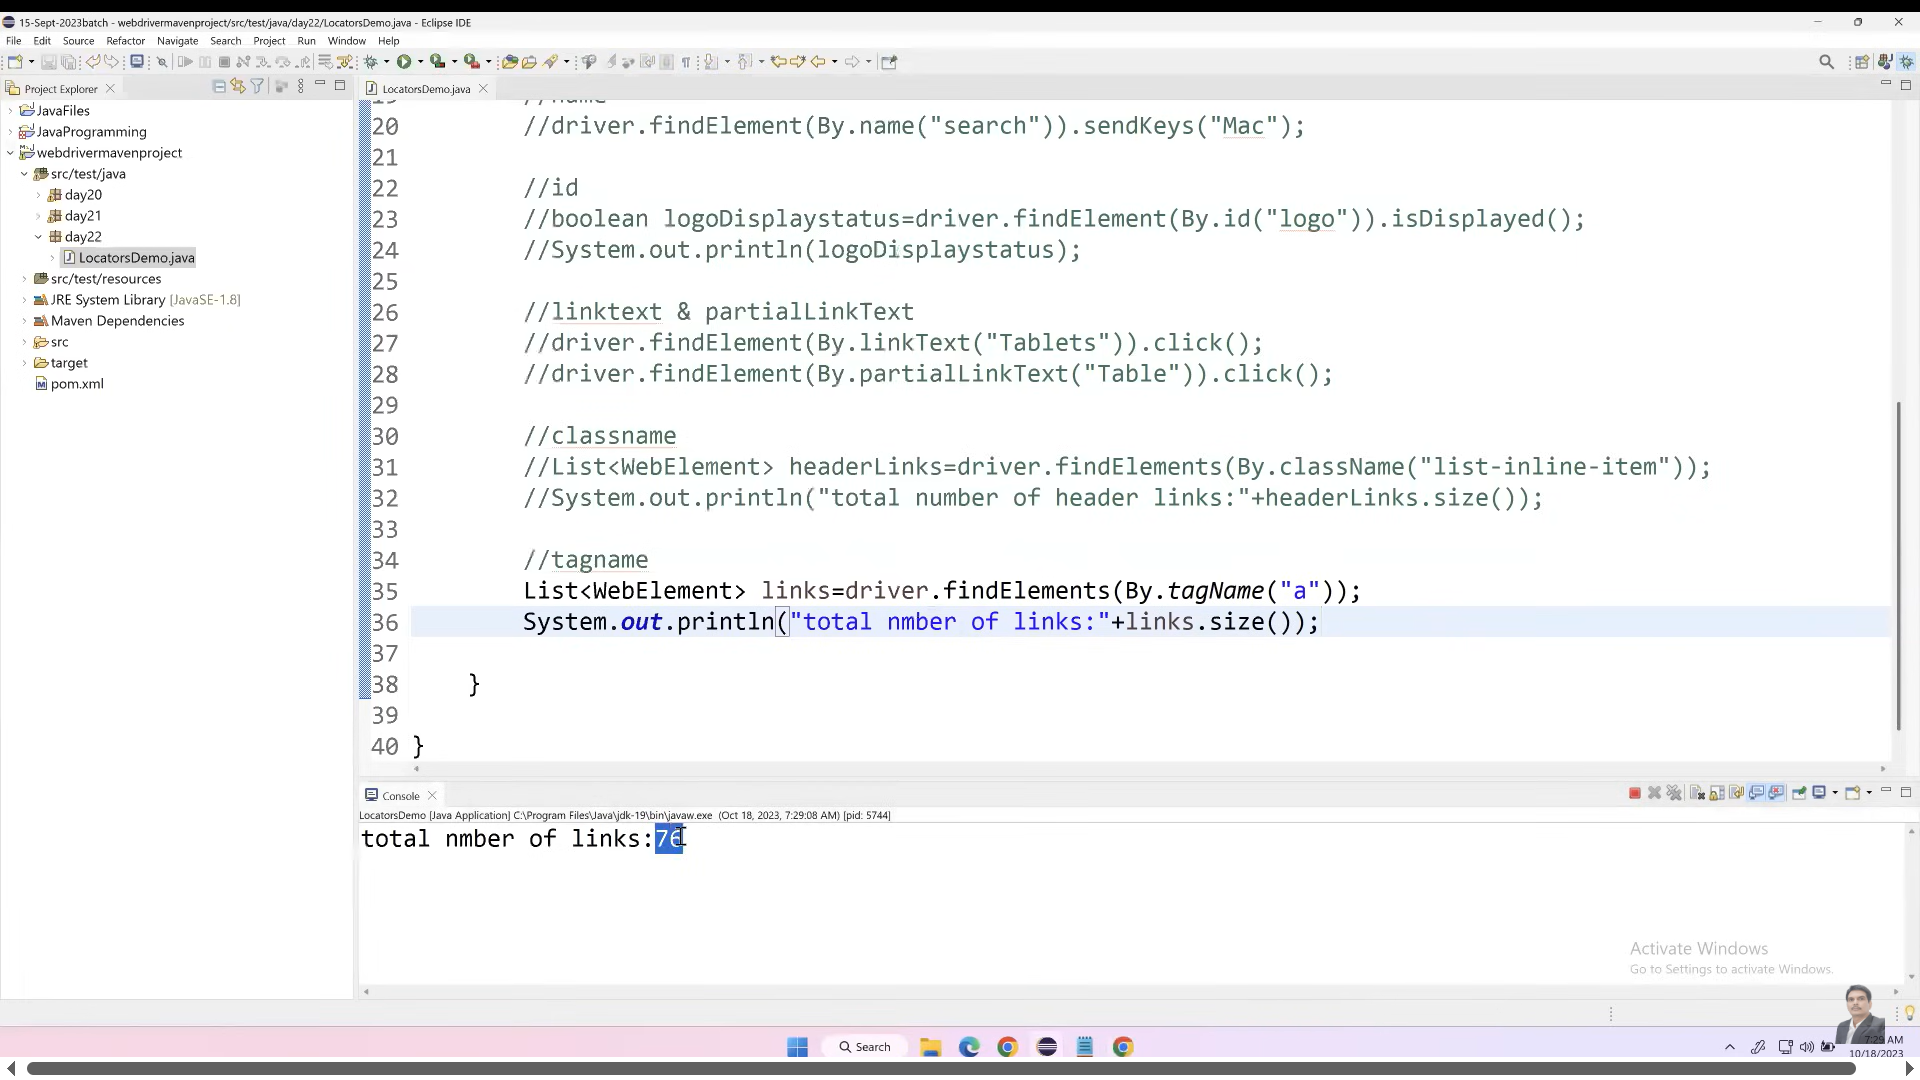 15-Sept-2023batch - webdrivermavenproject/src/test/java/day22/LocatorsDemo.java - Eclipse IDE
File Edit Source Refactor Navigate Search Project Run Window Help
Project Explorer
LocatorsDemo.java
JavaFiles
JavaProgramming
webdrivermavenproject
src/test/java
day20
day21
day22
LocatorsDemo.java
src/test/resources
JRE System Library [JavaSE-1.8]
Maven Dependencies
src
target
pom.xml
19 //name
20 //driver.findElement(By.name("search")).sendKeys("Mac");
21
22 //id
23 //boolean logoDisplaystatus=driver.findElement(By.id("logo")).isDisplayed();
24 //System.out.println(logoDisplaystatus);
25
26 //linktext & partialLinkText
27 //driver.findElement(By.linkText("Tablets")).click();
28 //driver.findElement(By.partialLinkText("Table")).click();
29
30 //classname
31 //List<WebElement> headerLinks=driver.findElements(By.className("list-inline-item"));
32 //System.out.println("total number of header links:"+headerLinks.size());
33
34 //tagname
35 List<WebElement> links=driver.findElements(By.tagName("a"));
36 System.out.println("total nmber of links:"+links.size());
37
38 }
39
40 }
Console
LocatorsDemo [Java Application] C:\Program Files\Java\jdk-19\bin\javaw.exe (Oct 18, 2023, 7:29:08 AM) [pid: 5744]
total nmber of links:76
Activate Windows
Go to Settings to activate Windows.
Search
7:29 AM
10/18/2023